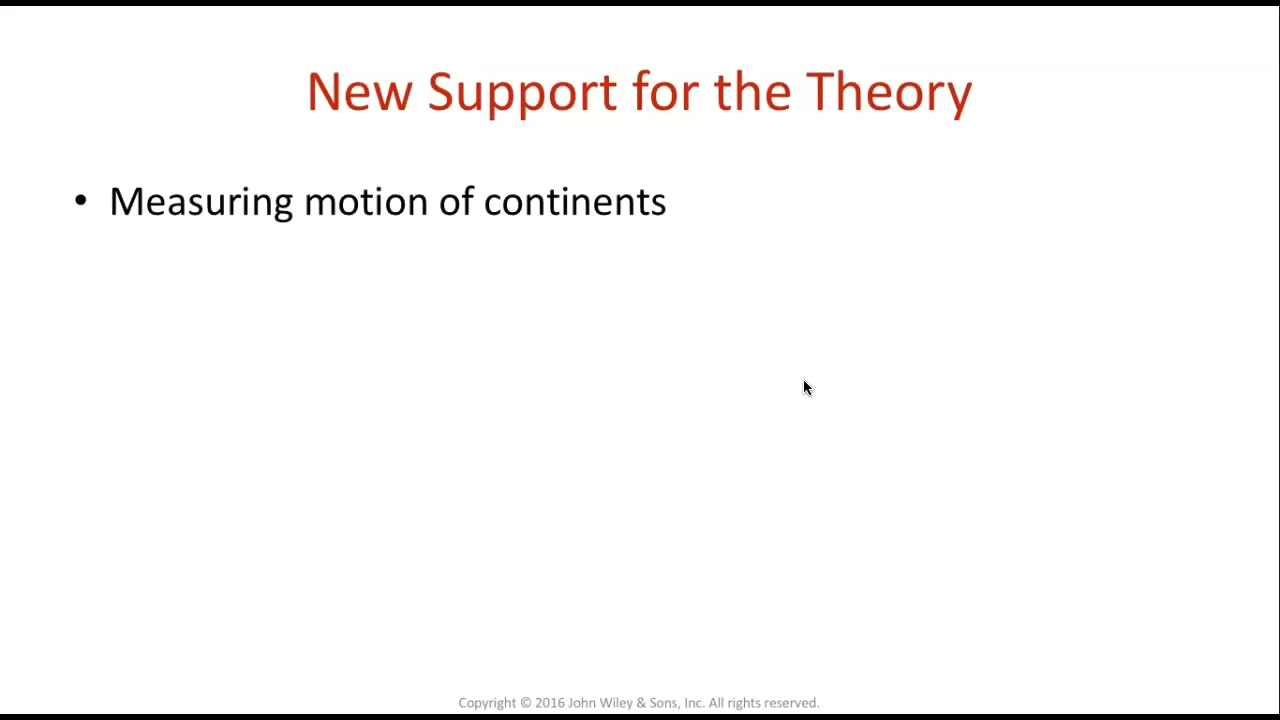 New Support for the Theory
• Measuring motion of continents
Copyright © 2016 John Wiley & Sons, Inc. All rights reserved.